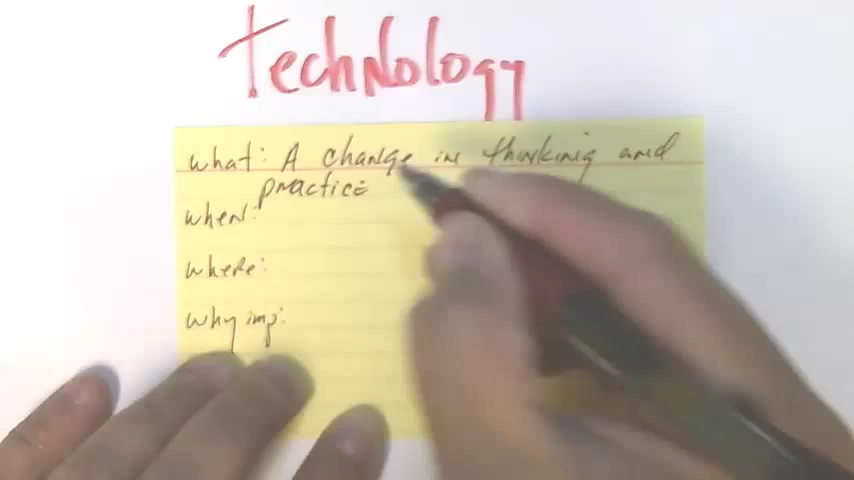 Technology
what: A change in thinking and
practice
when:
where:
why imp: